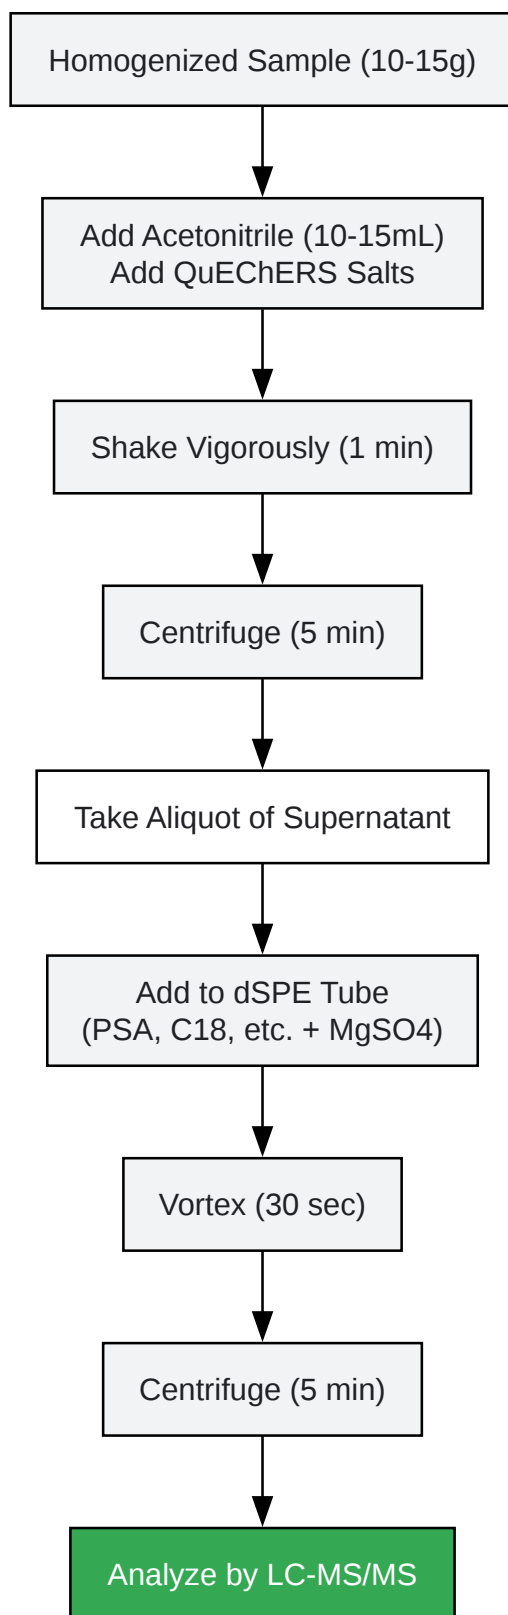 Homogenized Sample (10-15g)
Add Acetonitrile (10-15mL)
Add QuEChERS Salts
Shake Vigorously (1 min)
Centrifuge (5 min)
Take Aliquot of Supernatant
Add to dSPE Tube
(PSA, C18, etc. + MgSO4)
Vortex (30 sec)
Centrifuge (5 min)
Analyze by LC-MS/MS